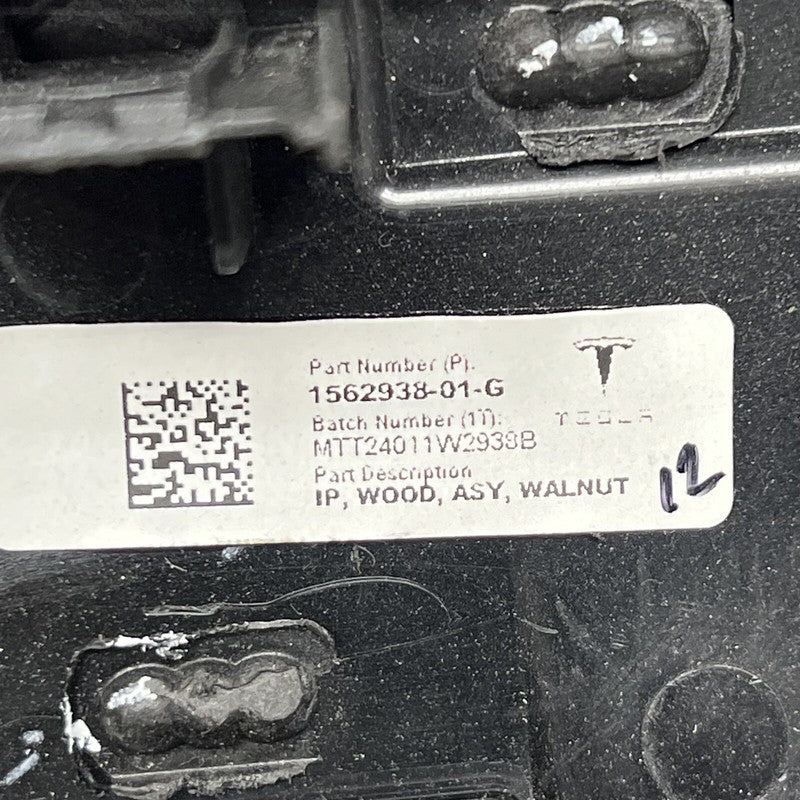 Part Number (P):
1562938-01-G
Batch Number (1T):
MTT24011W2938B
Part Description
IP, WOOD, ASY, WALNUT
TESLA
12